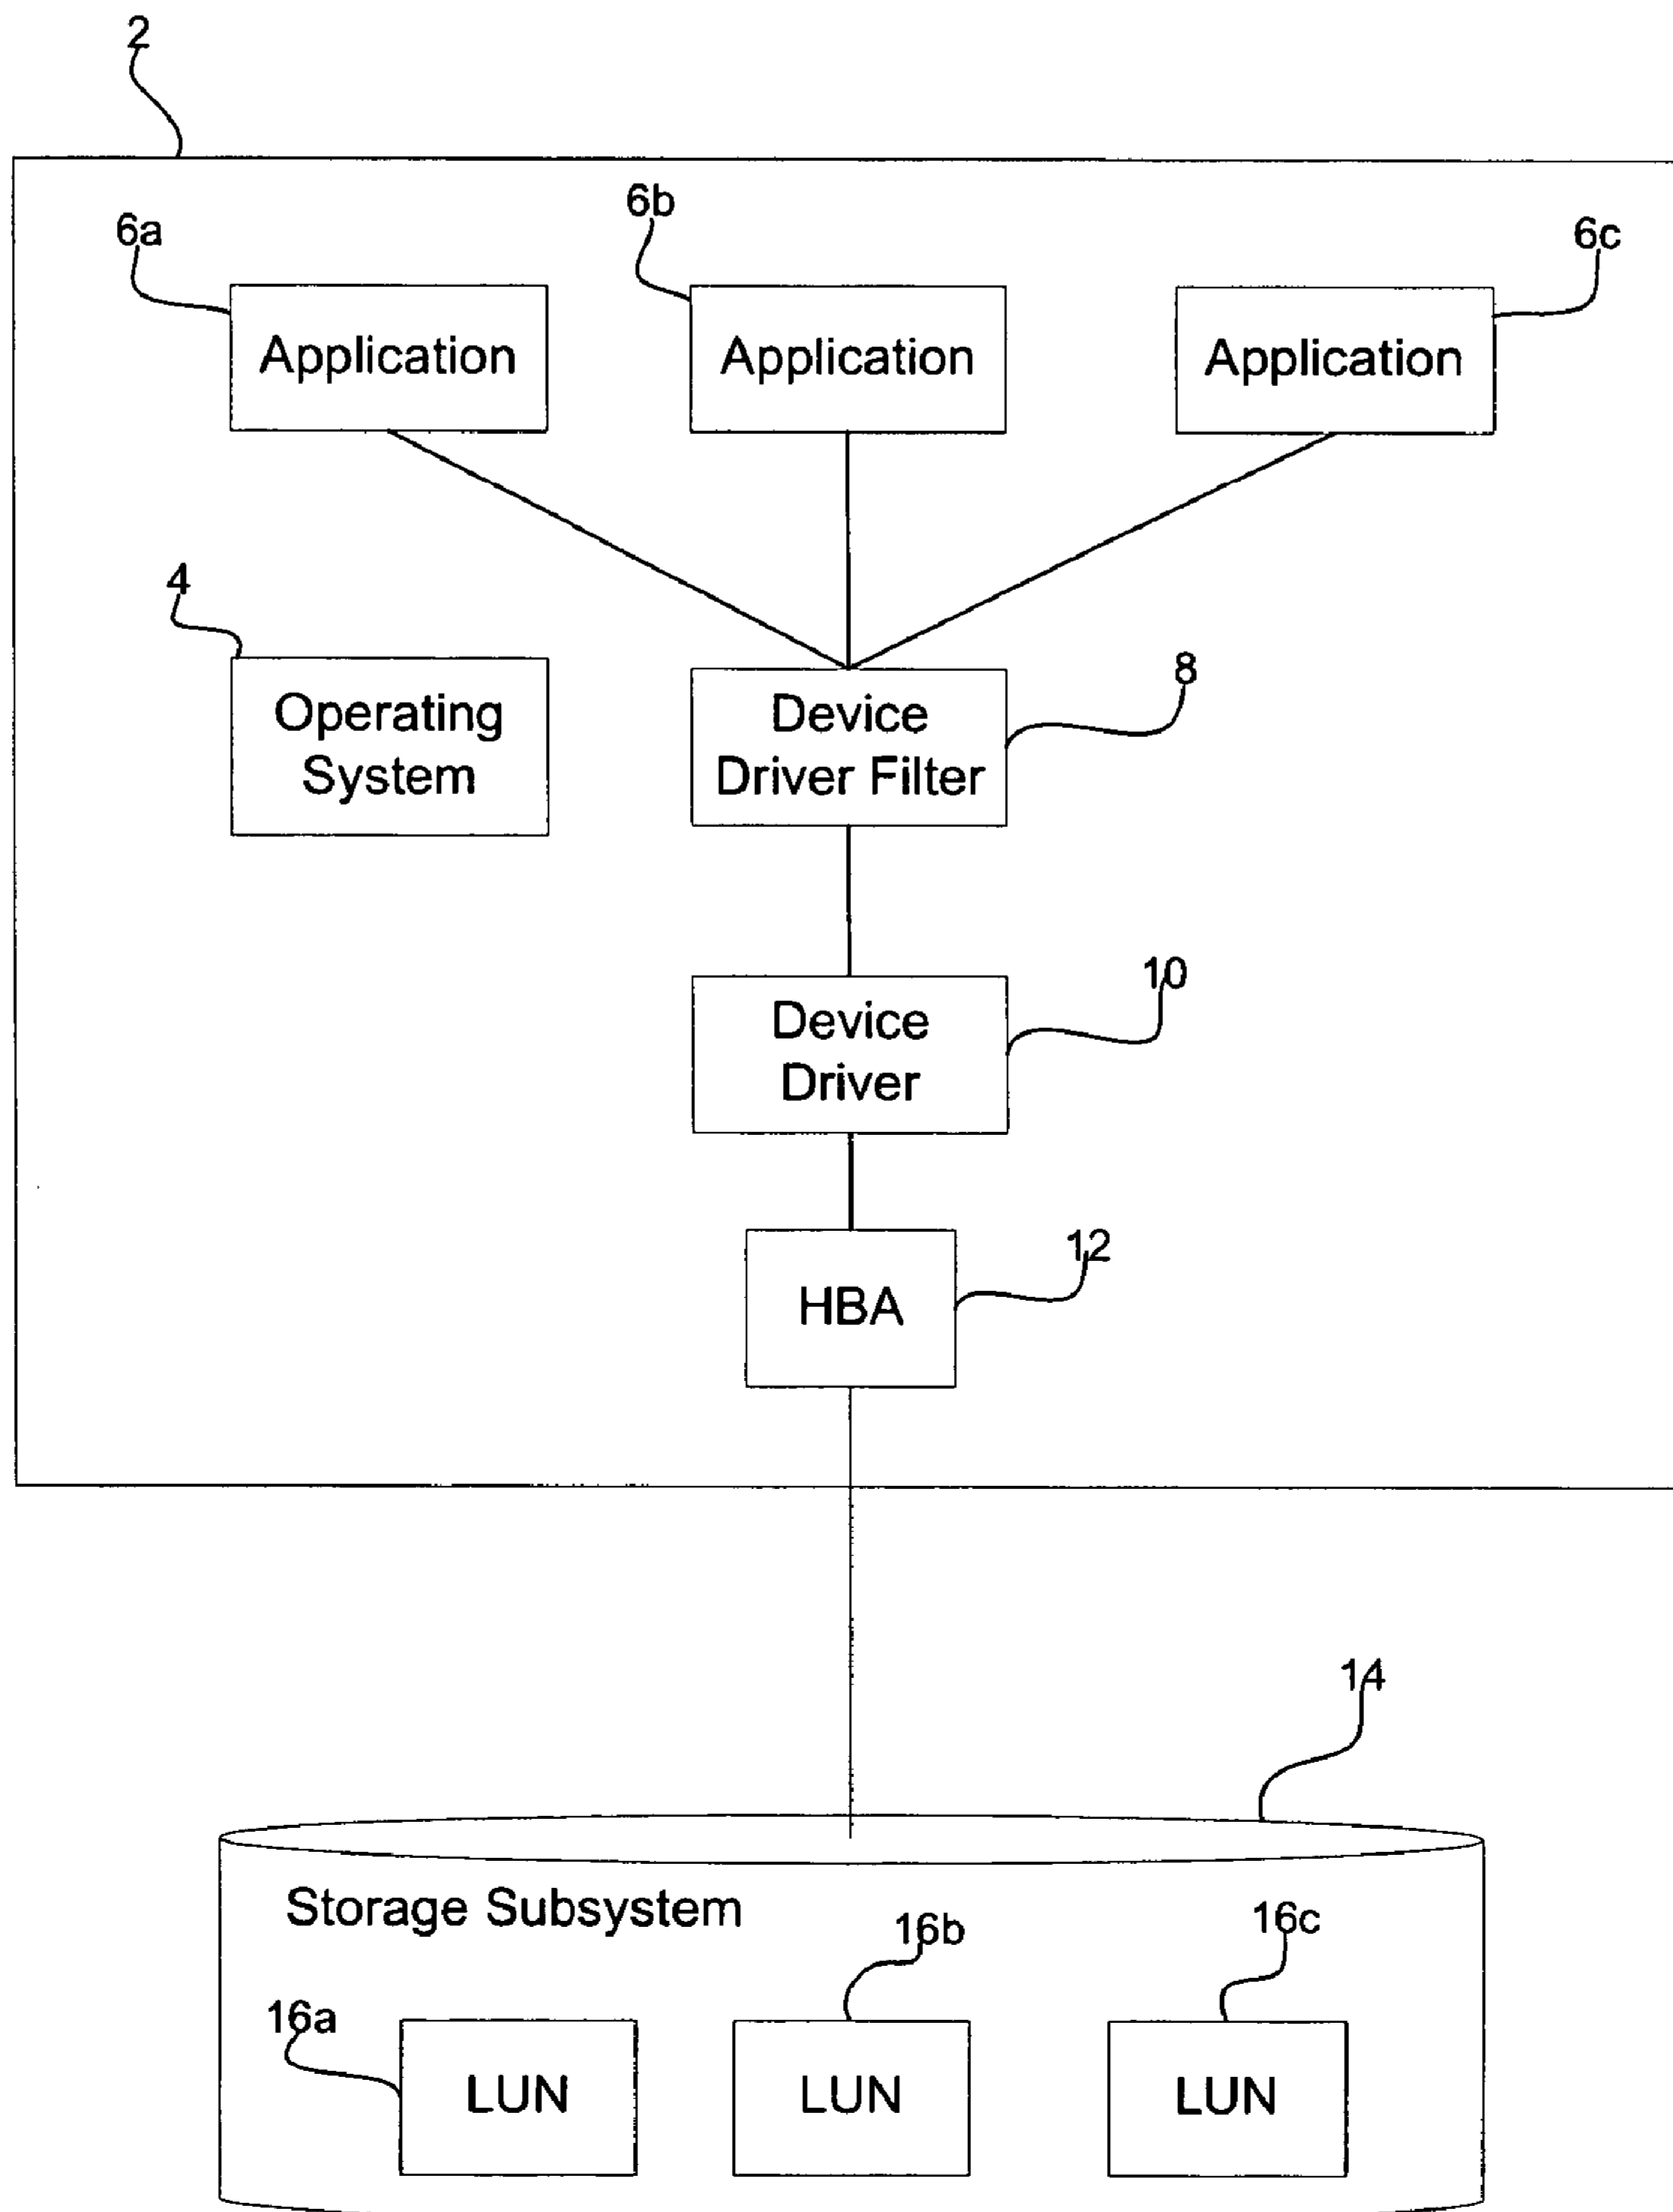 2
6a
6b
6c
Application
Application
Application
4
Operating
System
8
Device
Driver Filter
10
Device
Driver
12
HBA
14
Storage Subsystem
16a
16b
16c
LUN
LUN
LUN